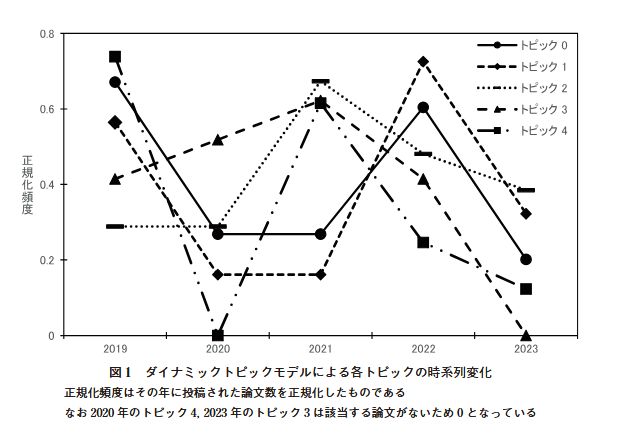 0.8
0.6
0.4
0.2
0
正規化頻度
トピック 0
トピック 1
トピック 2
トピック 3
トピック 4
2019
2020
2021
2022
2023
図 1 ダイナミックトピックモデルによる各トピックの時系列変化
正規化頻度はその年に投稿された論文数を正規化したものである
なお 2020 年のトピック 4, 2023 年のトピック 3 は該当する論文がないため 0 となっている